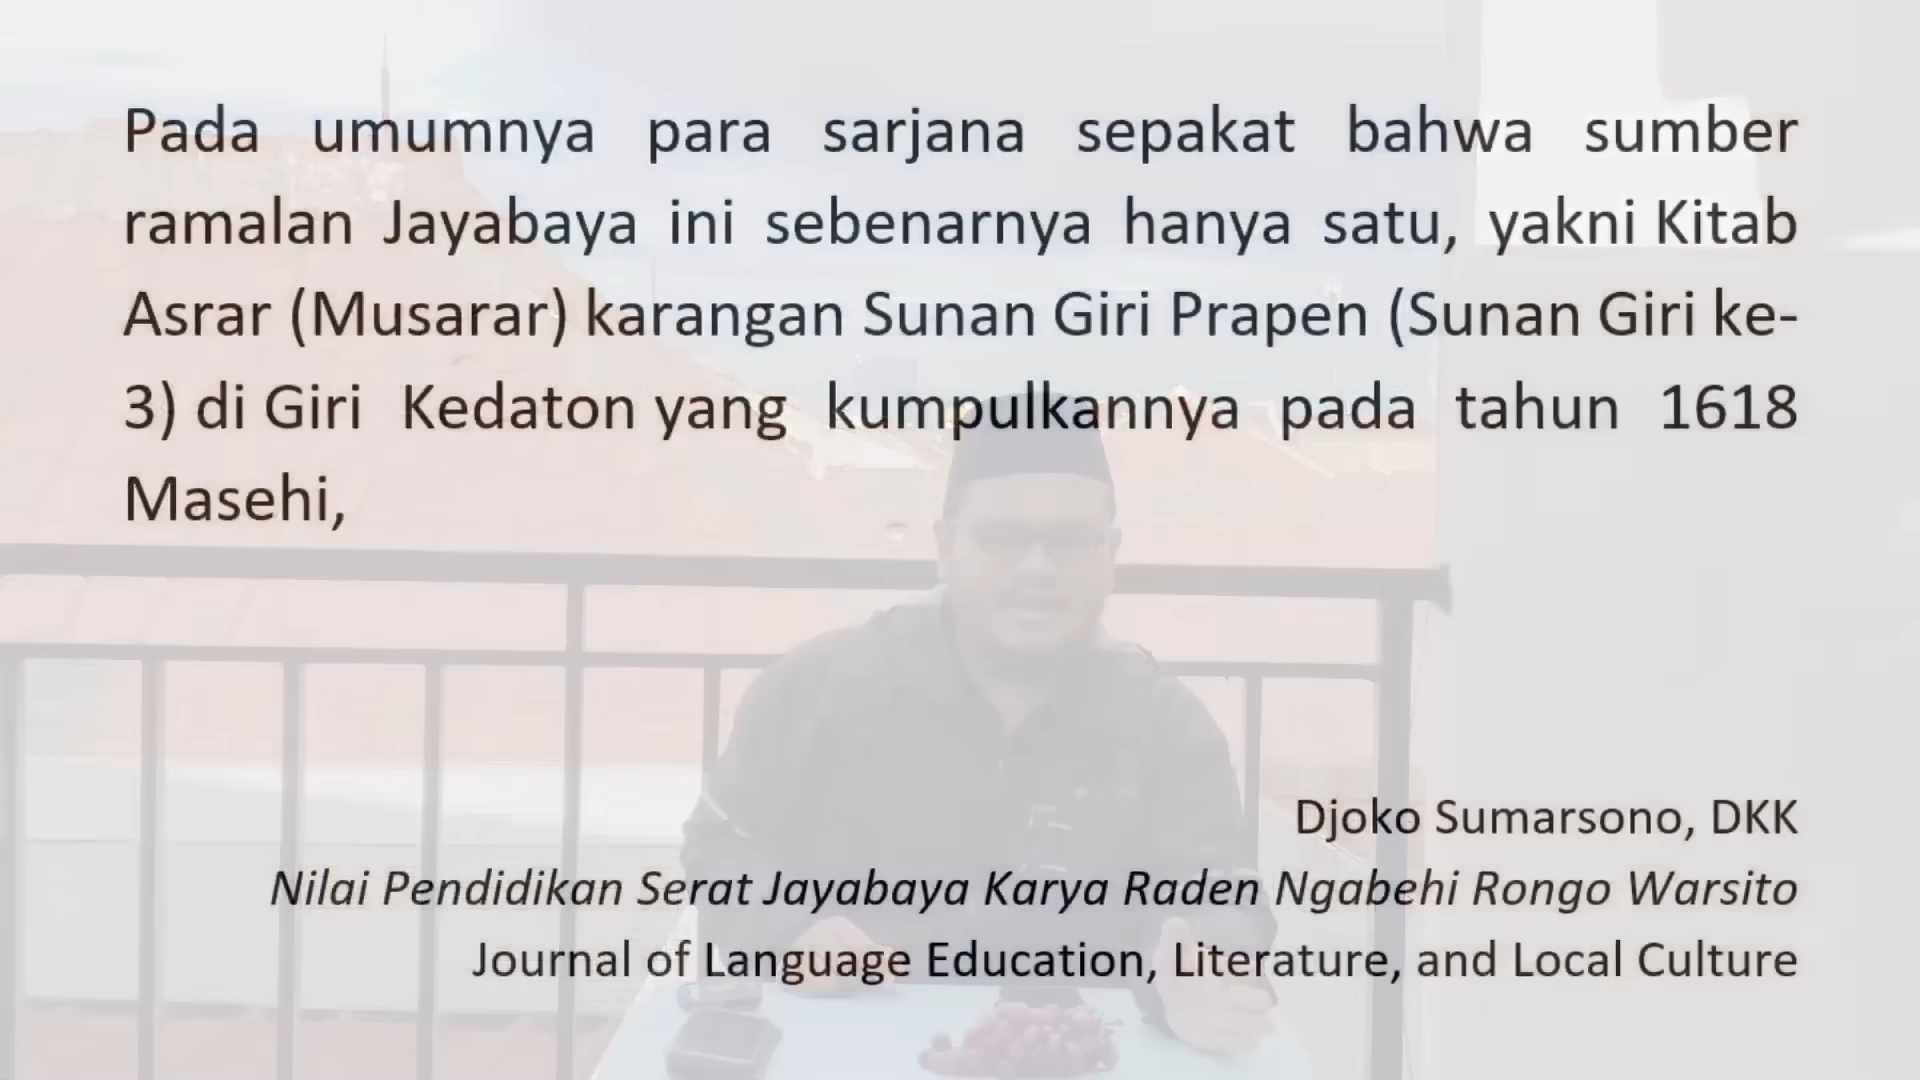 Pada umumnya para sarjana sepakat bahwa sumber
ramalan Jayabaya ini sebenarnya hanya satu, yakni Kitab
Asrar (Musarar) karangan Sunan Giri Prapen (Sunan Giri ke-
3) di Giri Kedaton yang kumpulkannya pada tahun 1618
Masehi,
Djoko Sumarsono, DKK
Nilai Pendidikan Serat Jayabaya Karya Raden Ngabehi Rongo Warsito
Journal of Language Education, Literature, and Local Culture